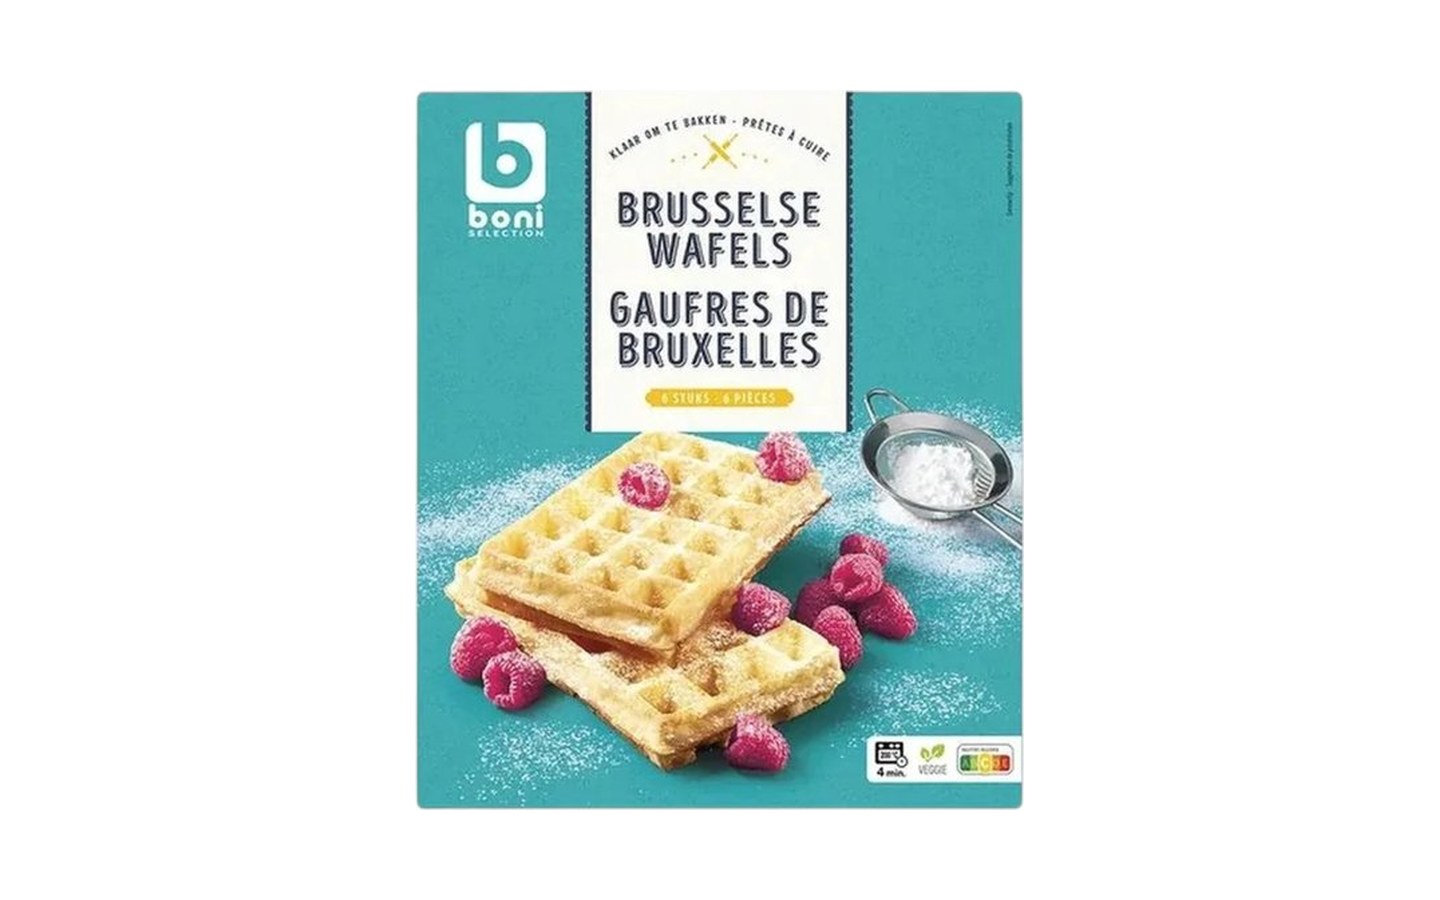 KLAAR OM TE BAKKEN - PRÊTES À CUIRE
boni
SELECTION
BRUSSELSE
WAFELS
GAUFRES DE
BRUXELLES
6 STUKS - 6 PIÈCES
200°C
4 min.
VEGGIE
A B C D E